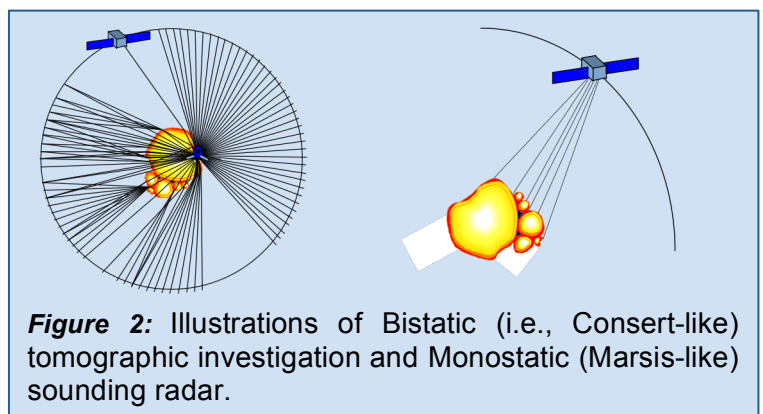 Figure 2: Illustrations of Bistatic (i.e., Consert-like)
tomographic investigation and Monostatic (Marsis-like)
sounding radar.